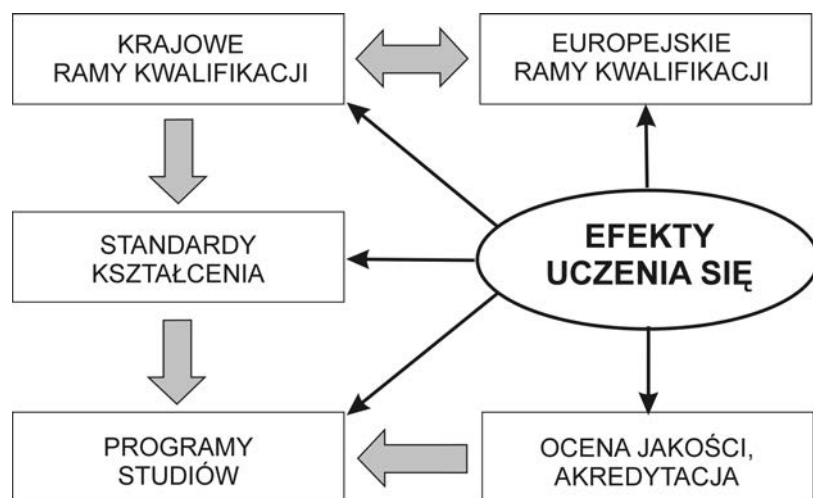 KRAJOWE
RAMY KWALIFIKACJI
EUROPEJSKIE
RAMY KWALIFIKACJI
STANDARDY
KSZTAŁCENIA
EFEKTY
UCZENIA SIĘ
PROGRAMY
STUDIÓW
OCENA JAKOŚCI,
AKREDYTACJA